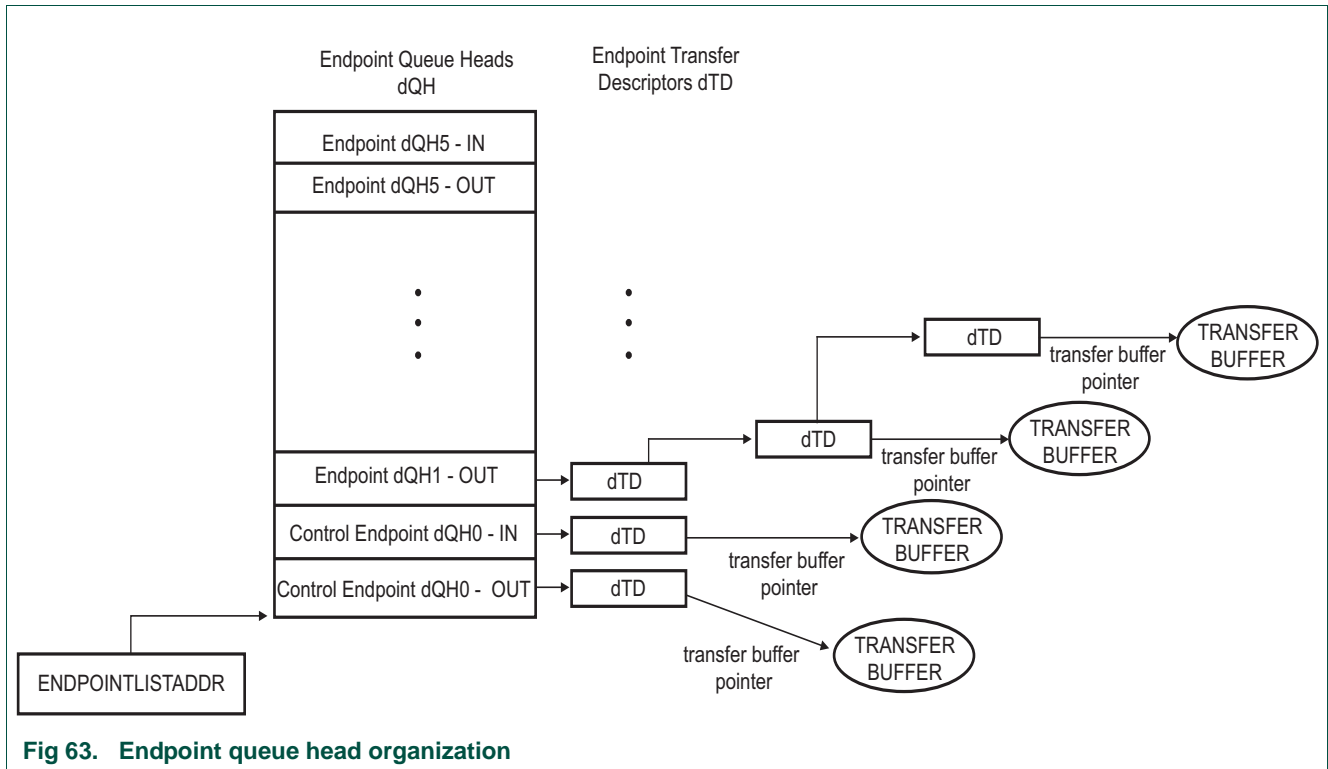 Endpoint Queue Heads
dQH
Endpoint Transfer
Descriptors dTD
Endpoint dQH5 - IN
Endpoint dQH5 - OUT
dTD
transfer buffer
pointer
TRANSFER
BUFFER
dTD
transfer buffer
pointer
TRANSFER
BUFFER
Endpoint dQH1 - OUT
dTD
Control Endpoint dQH0 - IN
dTD
transfer buffer
pointer
TRANSFER
BUFFER
Control Endpoint dQH0 - OUT
dTD
transfer buffer
pointer
TRANSFER
BUFFER
ENDPOINTLISTADDR
Fig 63. Endpoint queue head organization